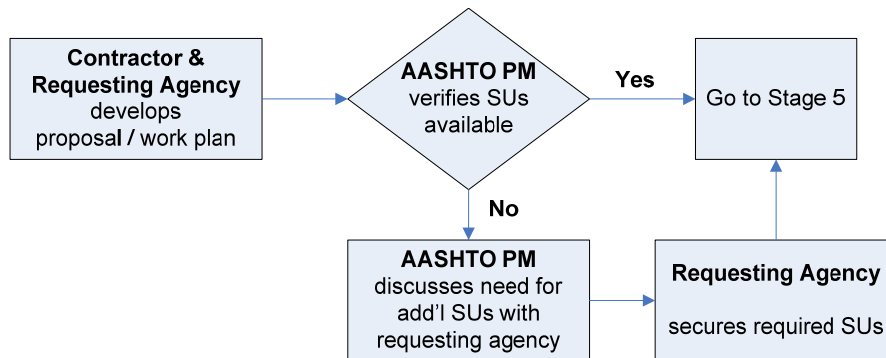 Contractor &
Requesting Agency
develops
proposal / work plan
AASHTO PM
verifies SUs
available
Yes
Go to Stage 5
No
AASHTO PM
discusses need for
add'l SUs with
requesting agency
Requesting Agency
secures required SUs